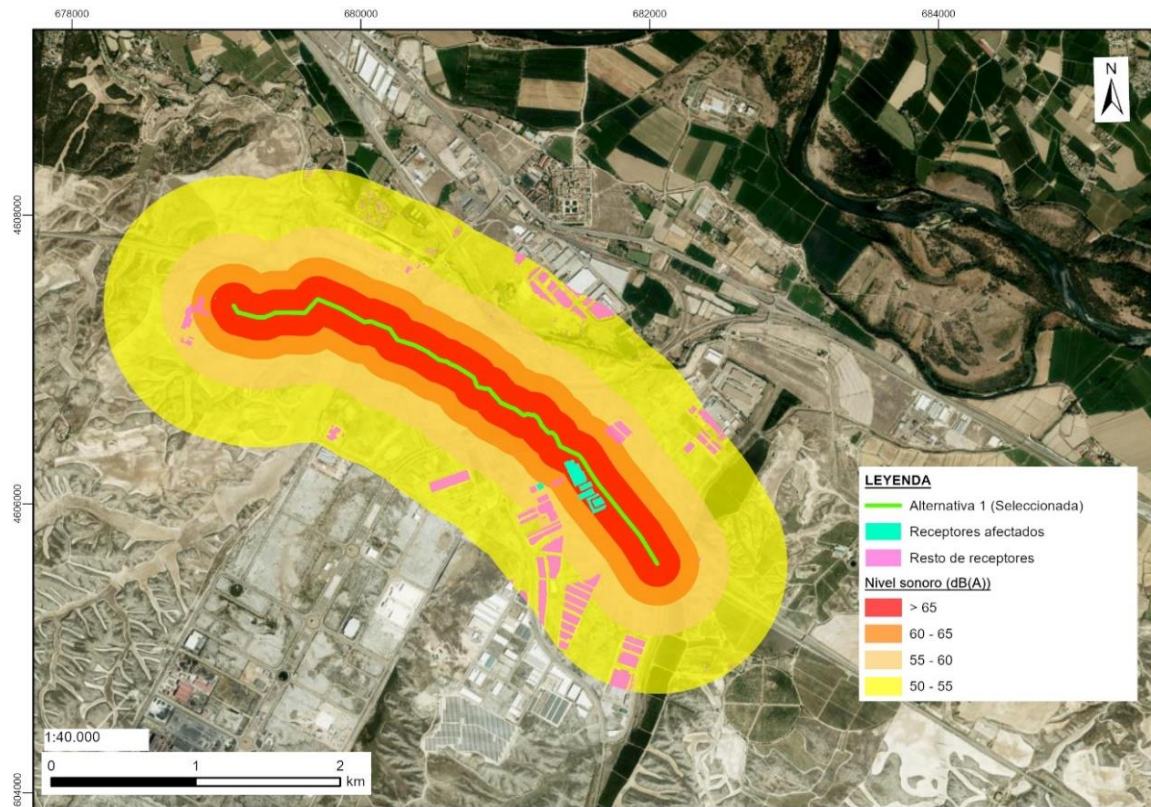 678000
680000
682000
684000
N
4608000
4606000
LEYENDA
Alternativa 1 (Seleccionada)
Receptores afectados
Resto de receptores
Nivel sonoro (dB(A))
> 65
60 - 65
55 - 60
50 - 55
1:40.000
0 1 2
km
604000